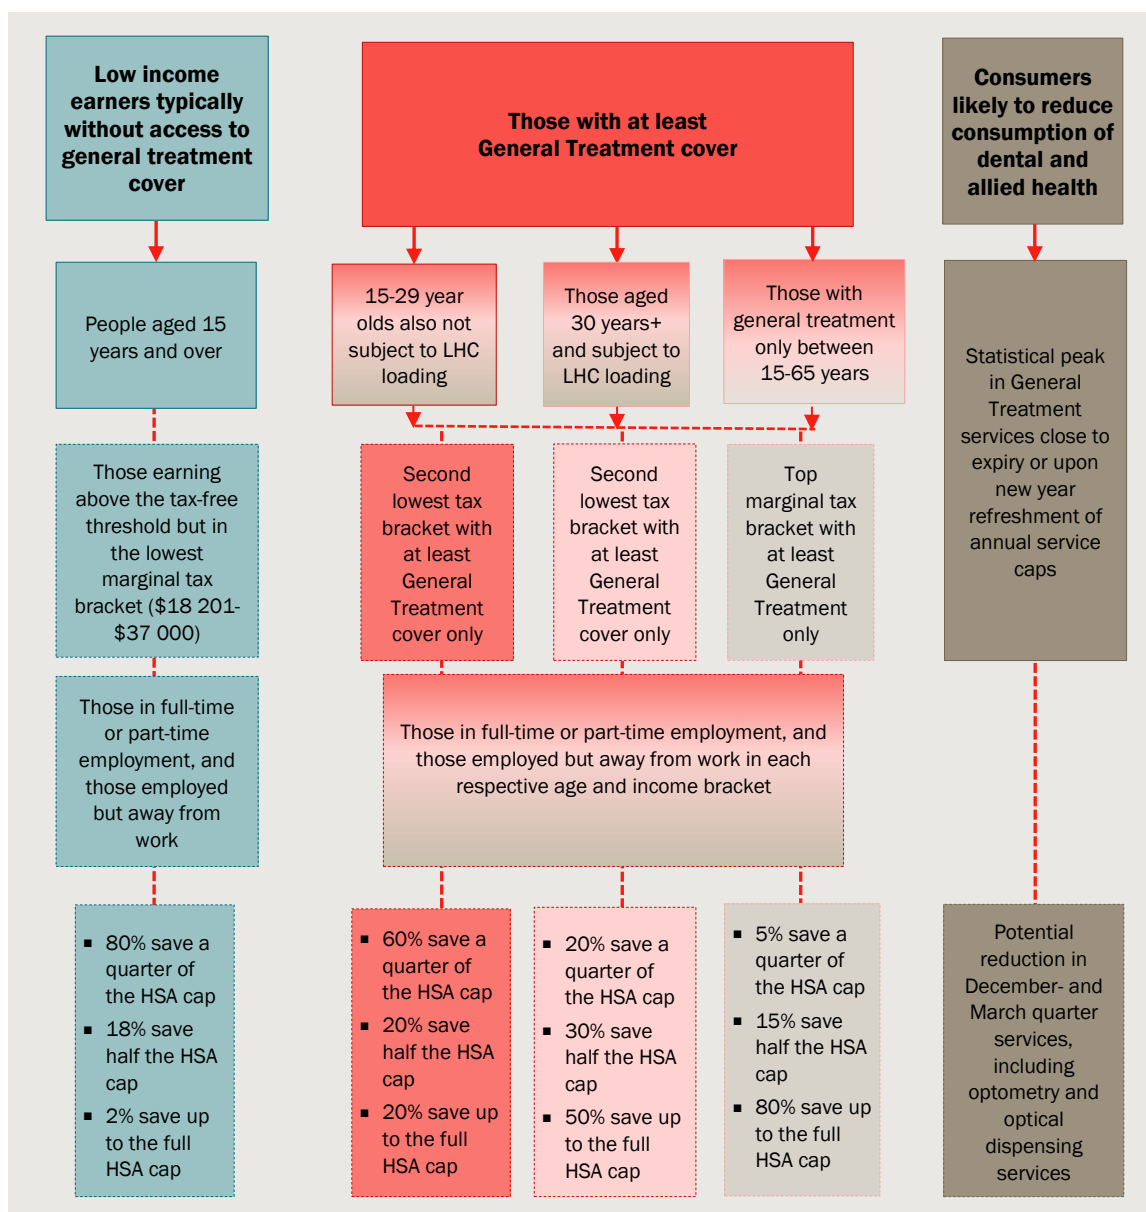 Low income
earners typically
without access to
general treatment
cover
Those with at least
General Treatment cover
Consumers
likely to reduce
consumption of
dental and
allied health
People aged 15
years and over
15-29 year
olds also not
subject to LHC
loading
Those aged
30 years+
and subject to
LHC loading
Those with
general treatment
only between
15-65 years
Statistical peak
in General
Treatment
services close to
expiry or upon
new year
refreshment of
annual service
caps
Those earning
above the tax-free
threshold but in
the lowest
marginal tax
bracket ($18 201-
$37 000)
Second
lowest tax
bracket with
at least
General
Treatment
cover only
Second
lowest tax
bracket with
at least
General
Treatment
cover only
Top
marginal tax
bracket with
at least
General
Treatment
only
Those in full-time
or part-time
employment, and
those employed
but away from
work
Those in full-time or part-time employment, and
those employed but away from work in each
respective age and income bracket
▪ 80% save a
quarter of
the HSA cap
▪ 18% save
half the HSA
cap
▪ 2% save up
to the full
HSA cap
▪ 60% save a
quarter of
the HSA cap
▪ 20% save
half the HSA
cap
▪ 20% save up
to the full
HSA cap
▪ 20% save a
quarter of
the HSA cap
▪ 30% save
half the HSA
cap
▪ 50% save up
to the full
HSA cap
▪ 5% save a
quarter of
the HSA cap
▪ 15% save
half the HSA
cap
▪ 80% save up
to the full
HSA cap
Potential
reduction in
December- and
March quarter
services,
including
optometry and
optical
dispensing
services